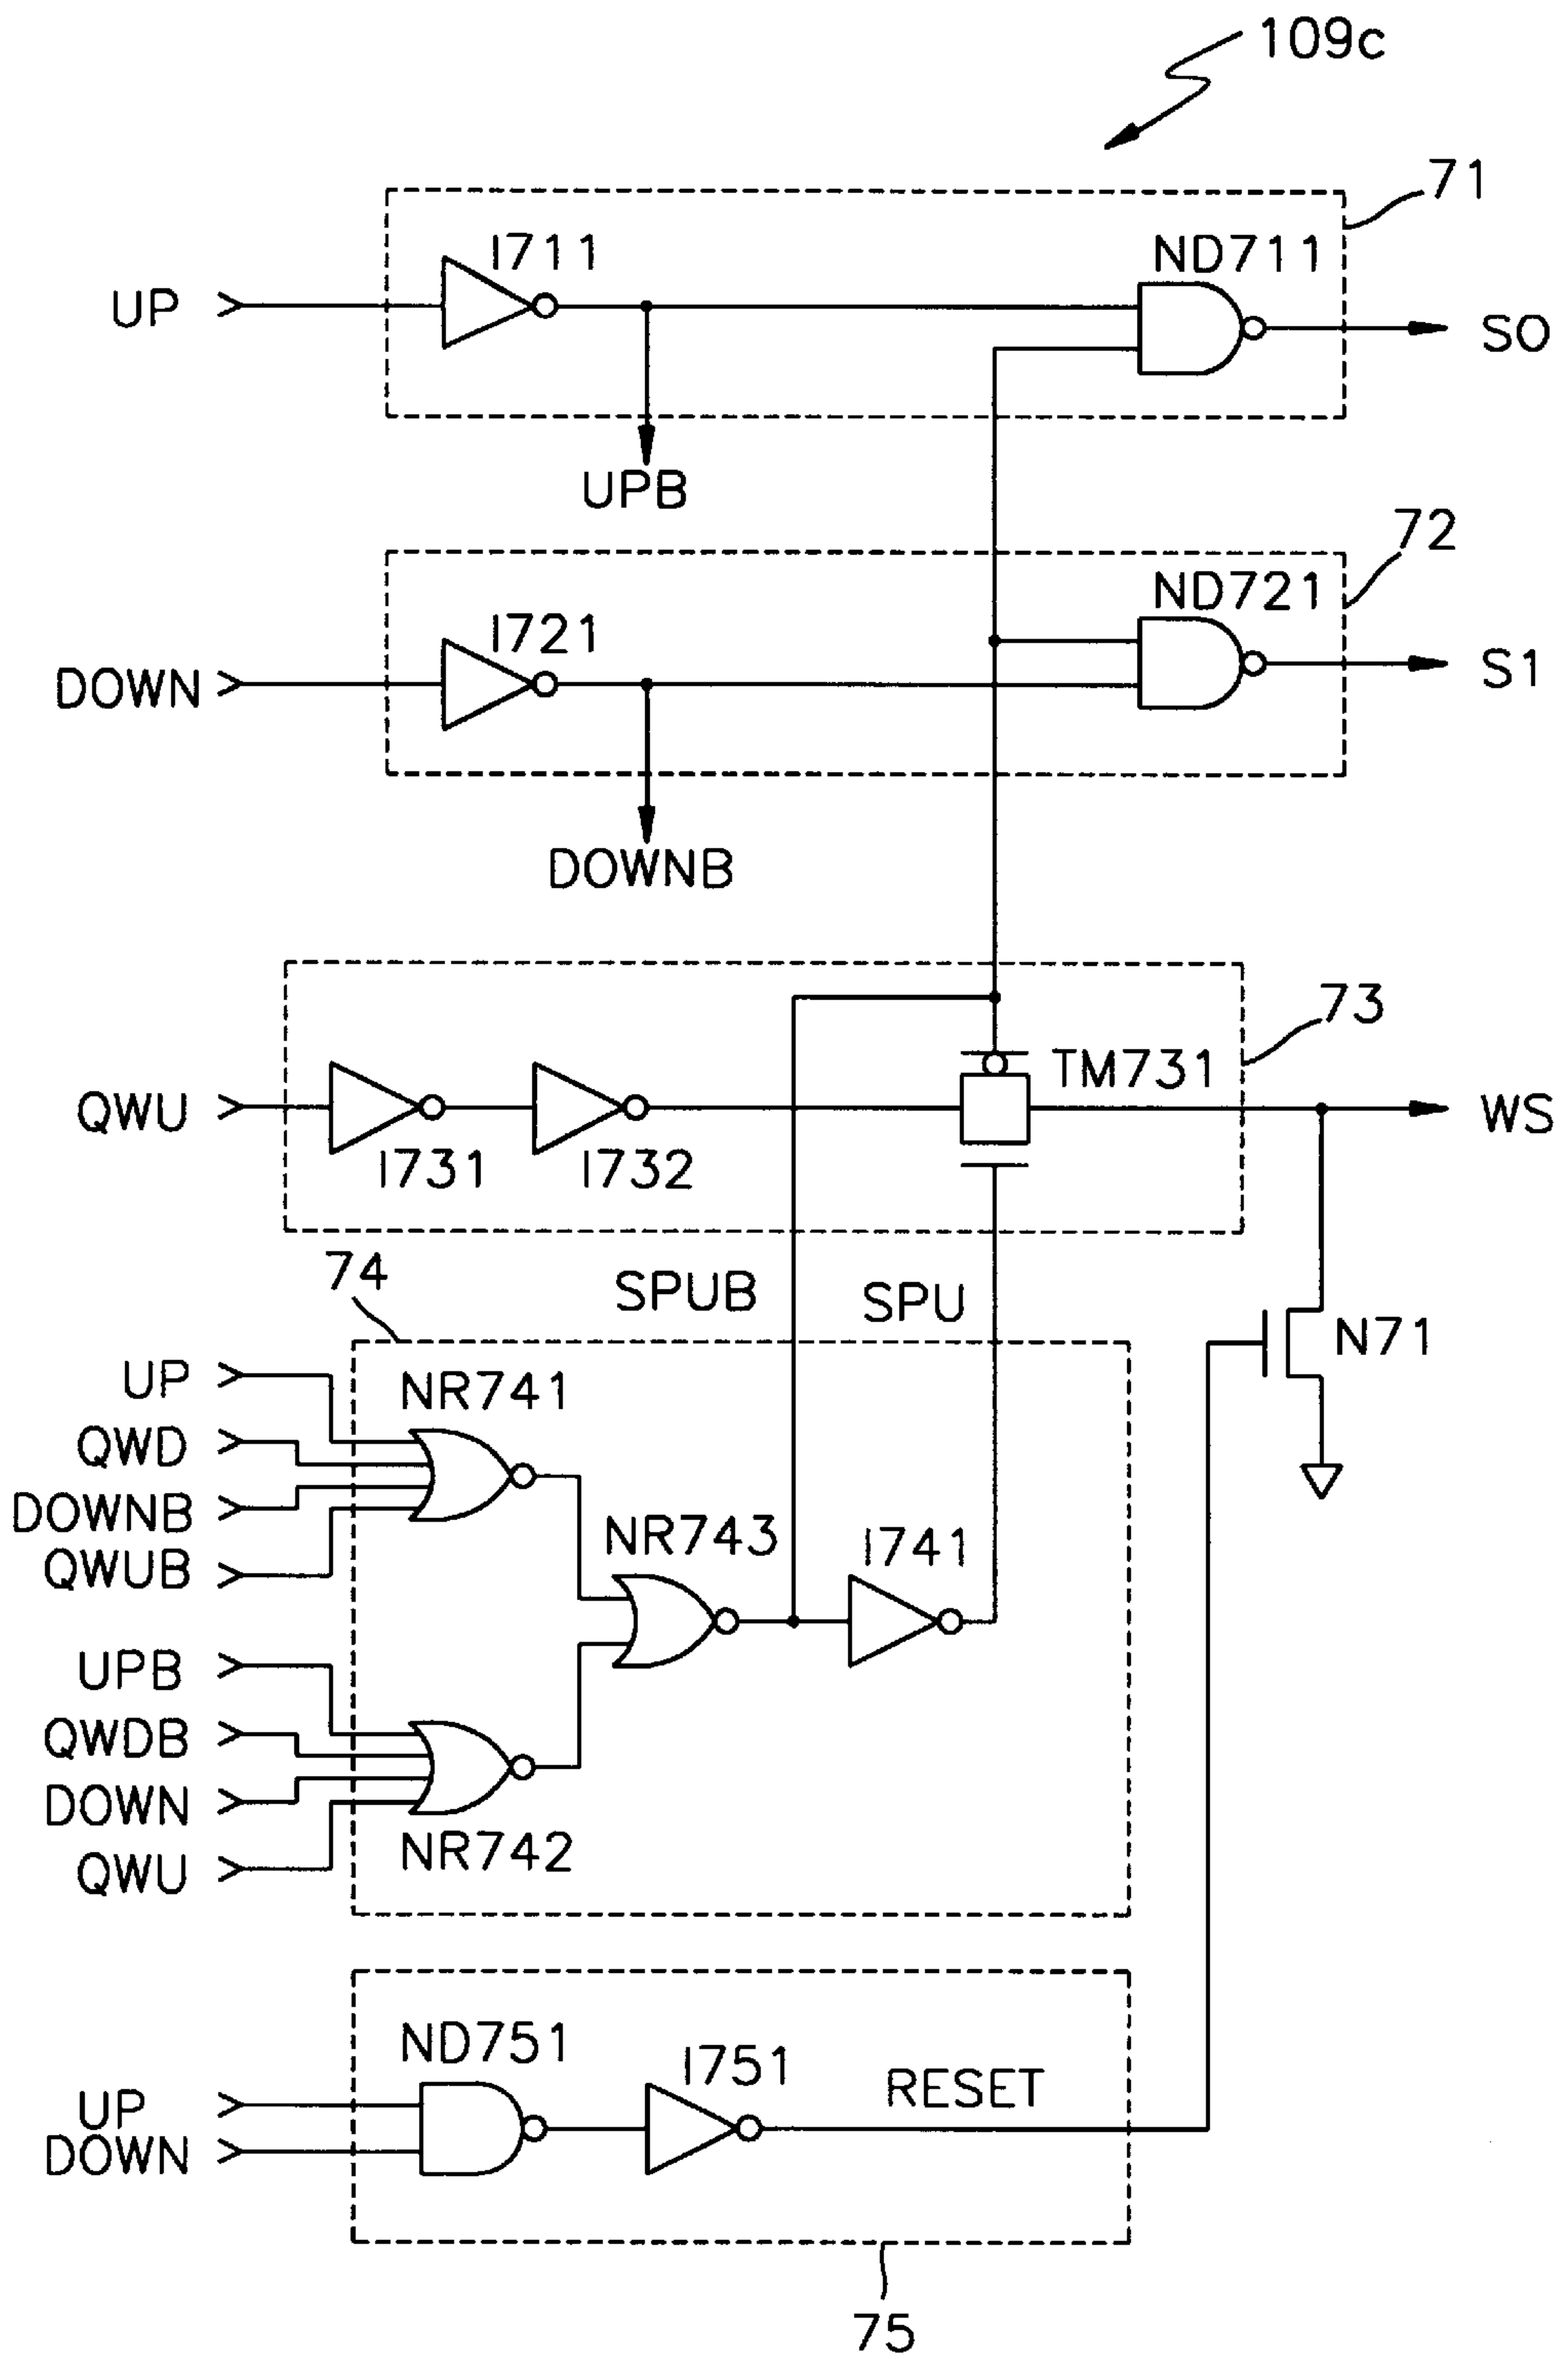 109c
71
I711
ND711
UP
SO
UPB
72
I721
ND721
DOWN
S1
DOWNB
73
TM731
QWU
WS
I731
I732
74
SPUB
SPU
N71
UP
NR741
QWD
DOWNB
NR743
I741
QWUB
UPB
QWDB
DOWN
NR742
QWU
ND751
I751
RESET
UP
DOWN
75